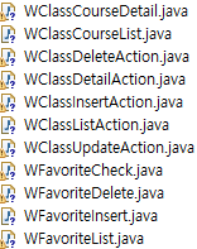 WClassCourseDetail.java
WClassCourseList.java
WClassDeleteAction.java
WClassDetailAction.java
WClassInsertAction.java
WClassListAction.java
WClassUpdateAction.java
WFavoriteCheck.java
WFavoriteDelete.java
WFavoriteInsert.java
WFavoriteList.java